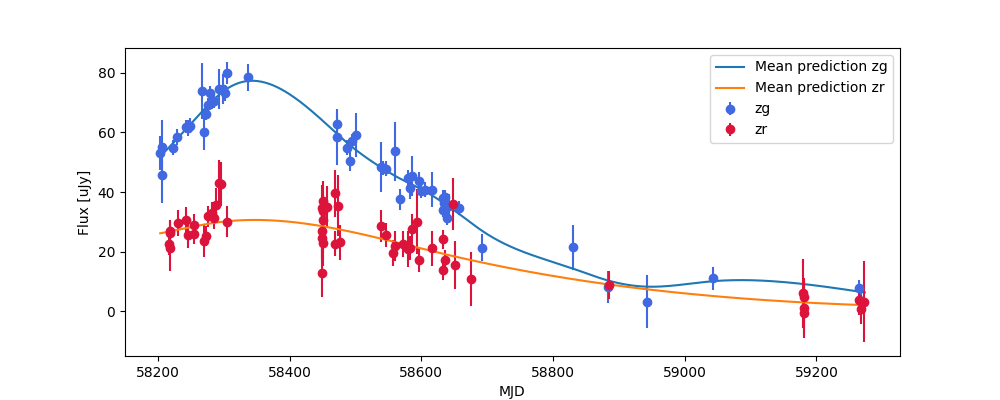 Mean prediction zg
Mean prediction zr
zg
zr
Flux [uJy]
80
60
40
20
0
58200
58400
58600
58800
59000
59200
MJD